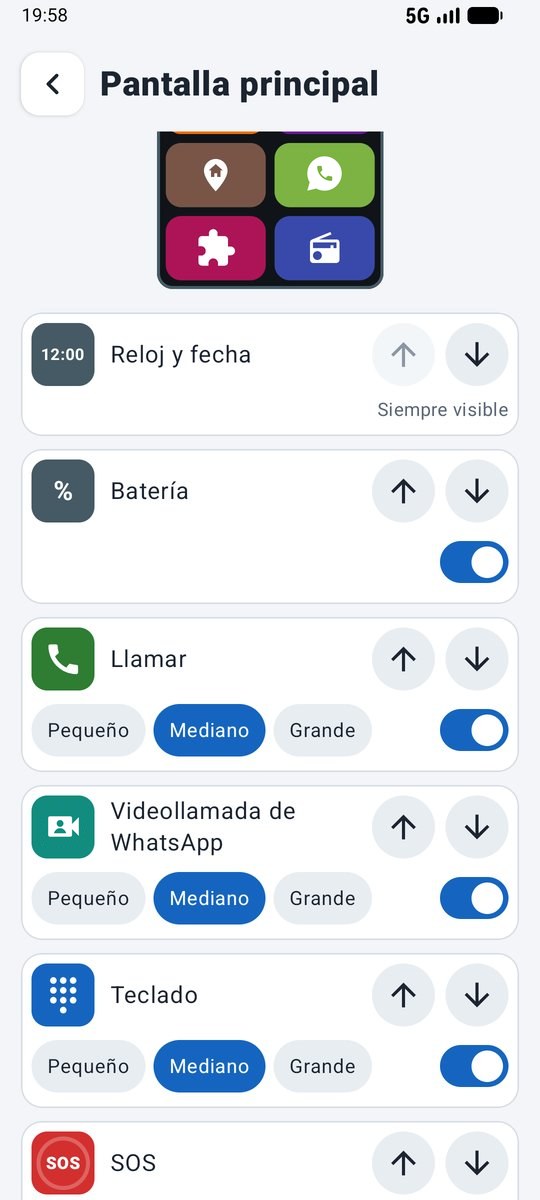 19:58
5G
Pantalla principal
12:00
Reloj y fecha
Siempre visible
%
Batería
Llamar
Pequeño
Mediano
Grande
Videollamada de
WhatsApp
Pequeño
Mediano
Grande
Teclado
Pequeño
Mediano
Grande
SOS
SOS